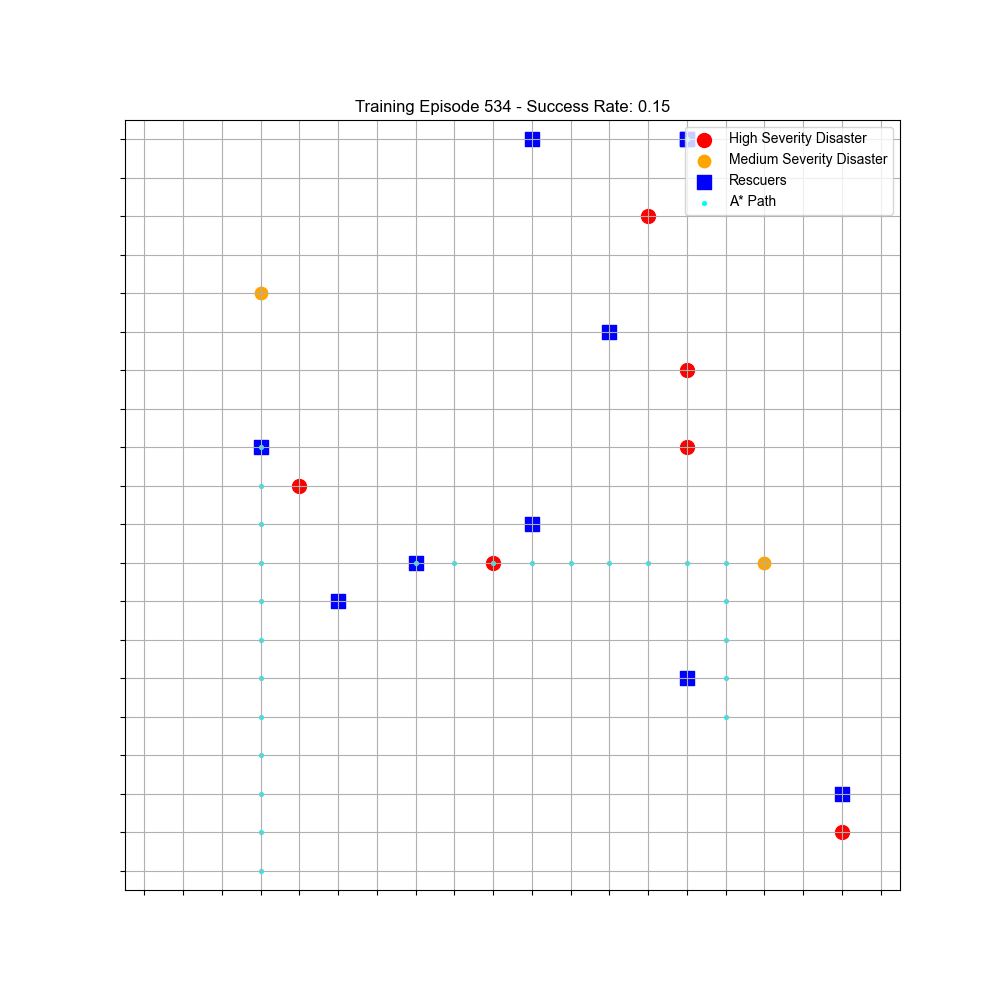 Training Episode 534 - Success Rate: 0.15
High Severity Disaster
Medium Severity Disaster
Rescuers
A* Path